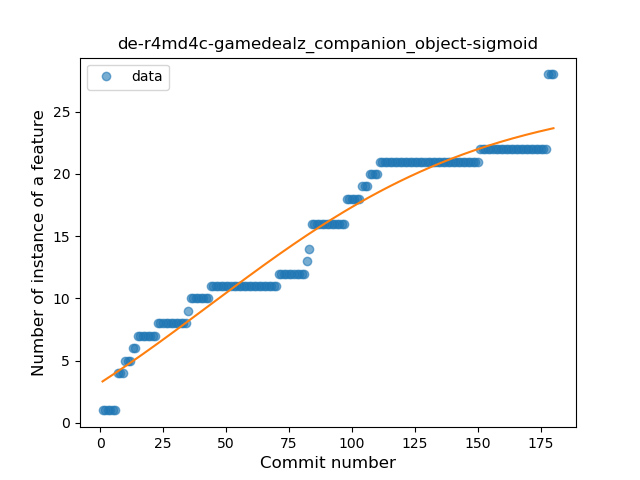 de-r4md4c-gamedealz_companion_object-sigmoid
data
Number of instance of a feature
25
20
15
10
5
0
0 25 50 75 100 125 150 175
Commit number